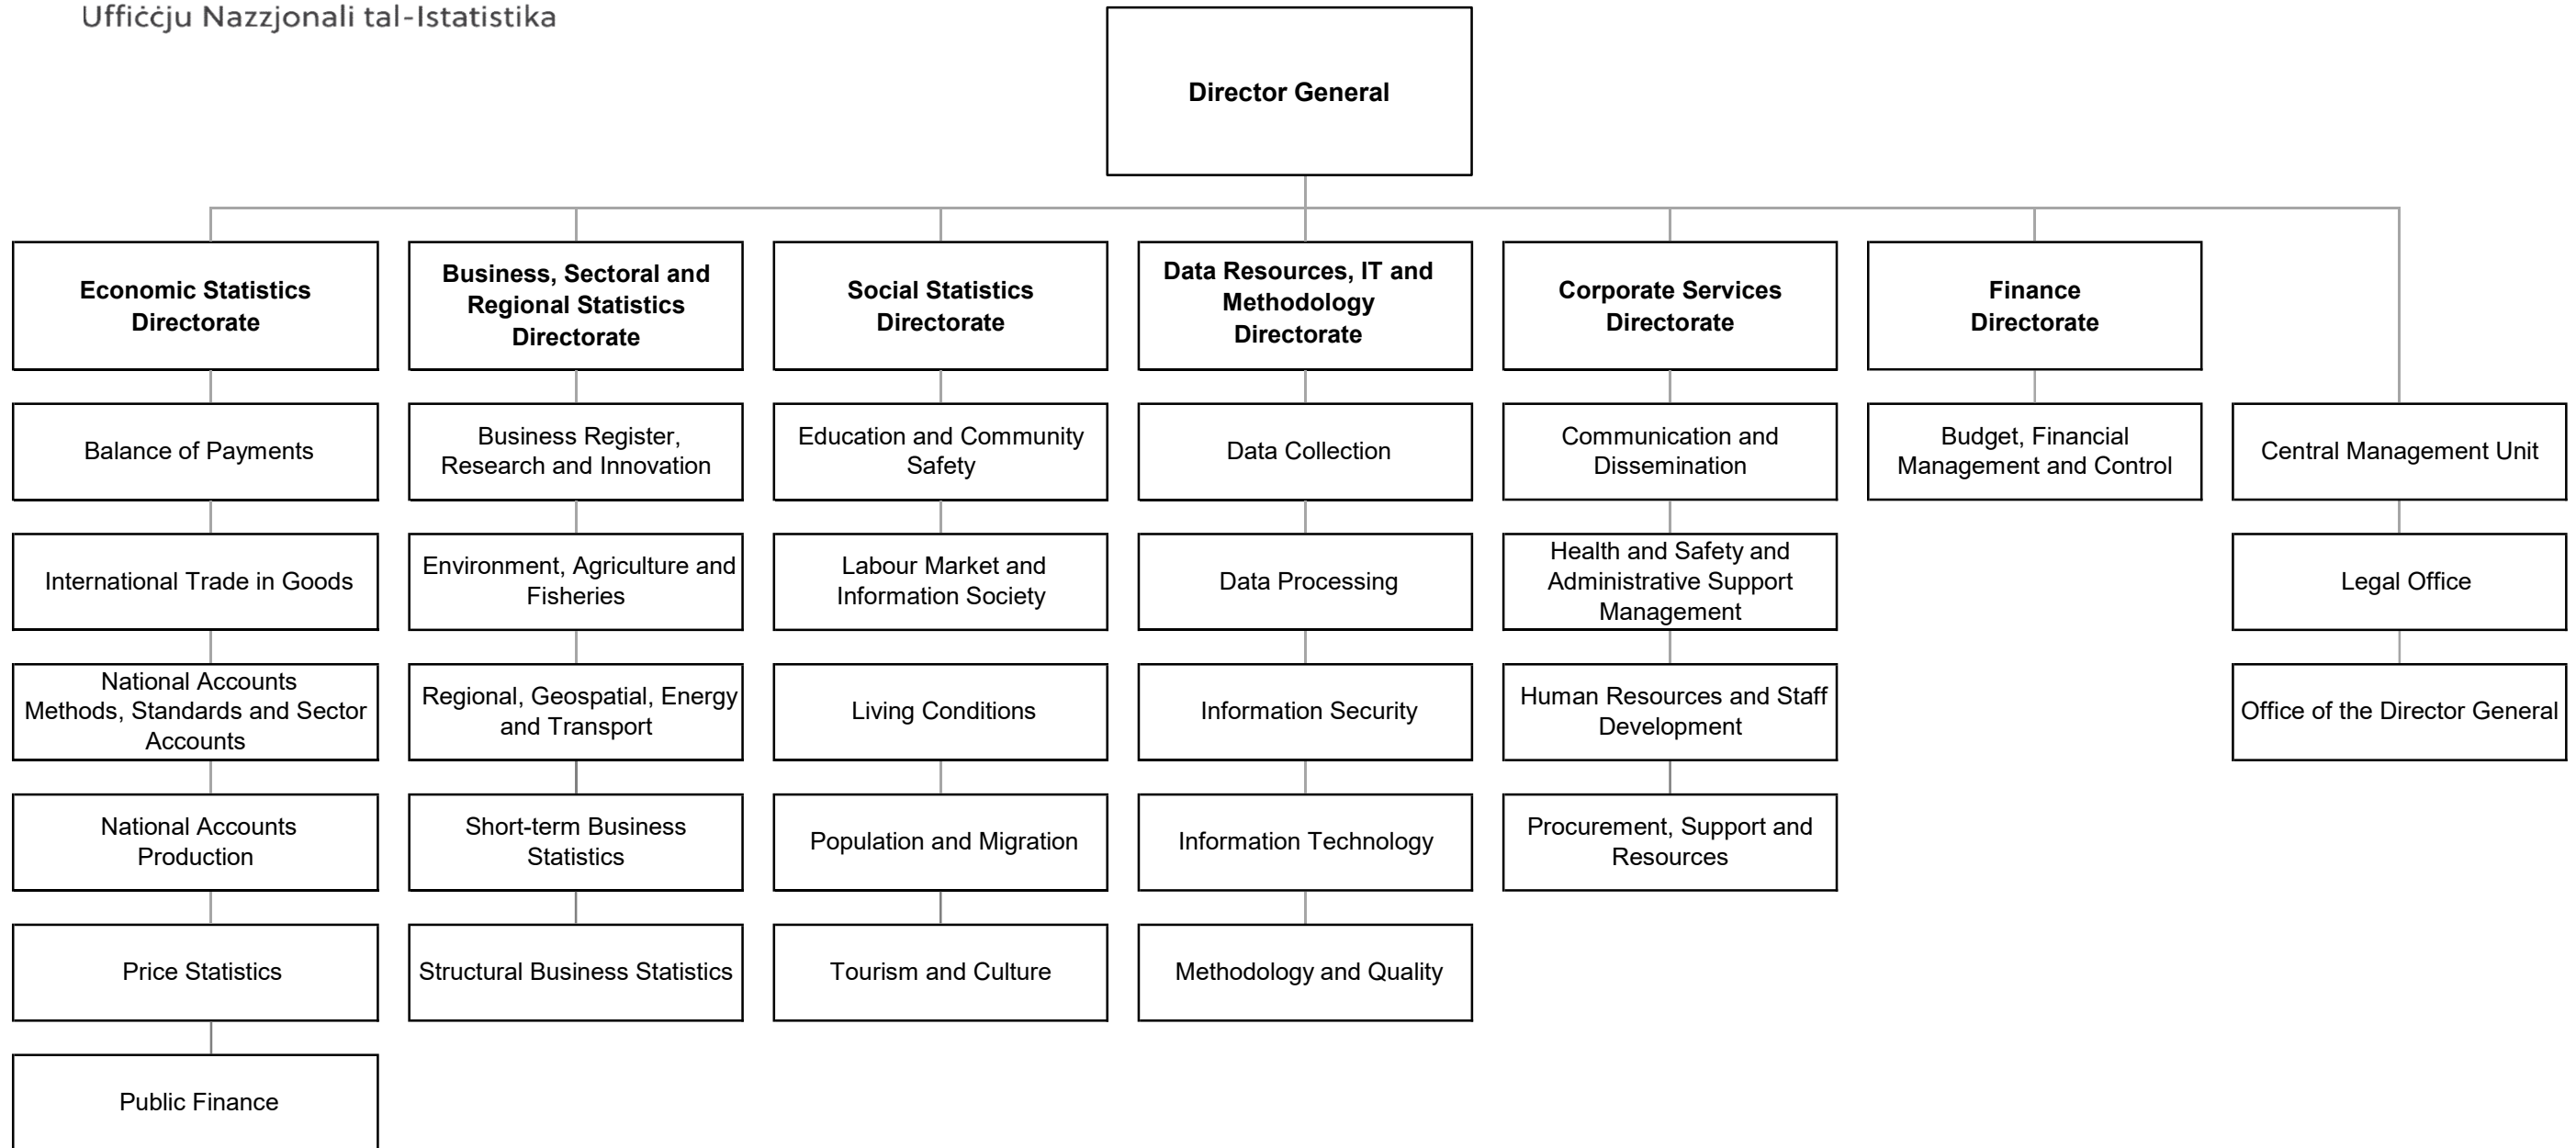 Uffiċċju Nazzjonali tal-Istatistika
Director General
Economic Statistics
Directorate
Business, Sectoral and
Regional Statistics
Directorate
Social Statistics
Directorate
Data Resources, IT and
Methodology
Directorate
Corporate Services
Directorate
Finance
Directorate
Balance of Payments
Business Register,
Research and Innovation
Education and Community
Safety
Data Collection
Communication and
Dissemination
Budget, Financial
Management and Control
Central Management Unit
International Trade in Goods
Environment, Agriculture and
Fisheries
Labour Market and
Information Society
Data Processing
Health and Safety and
Administrative Support
Management
Legal Office
National Accounts
Methods, Standards and Sector
Accounts
Regional, Geospatial, Energy
and Transport
Living Conditions
Information Security
Human Resources and Staff
Development
Office of the Director General
National Accounts
Production
Short-term Business
Statistics
Population and Migration
Information Technology
Procurement, Support and
Resources
Price Statistics
Structural Business Statistics
Tourism and Culture
Methodology and Quality
Public Finance